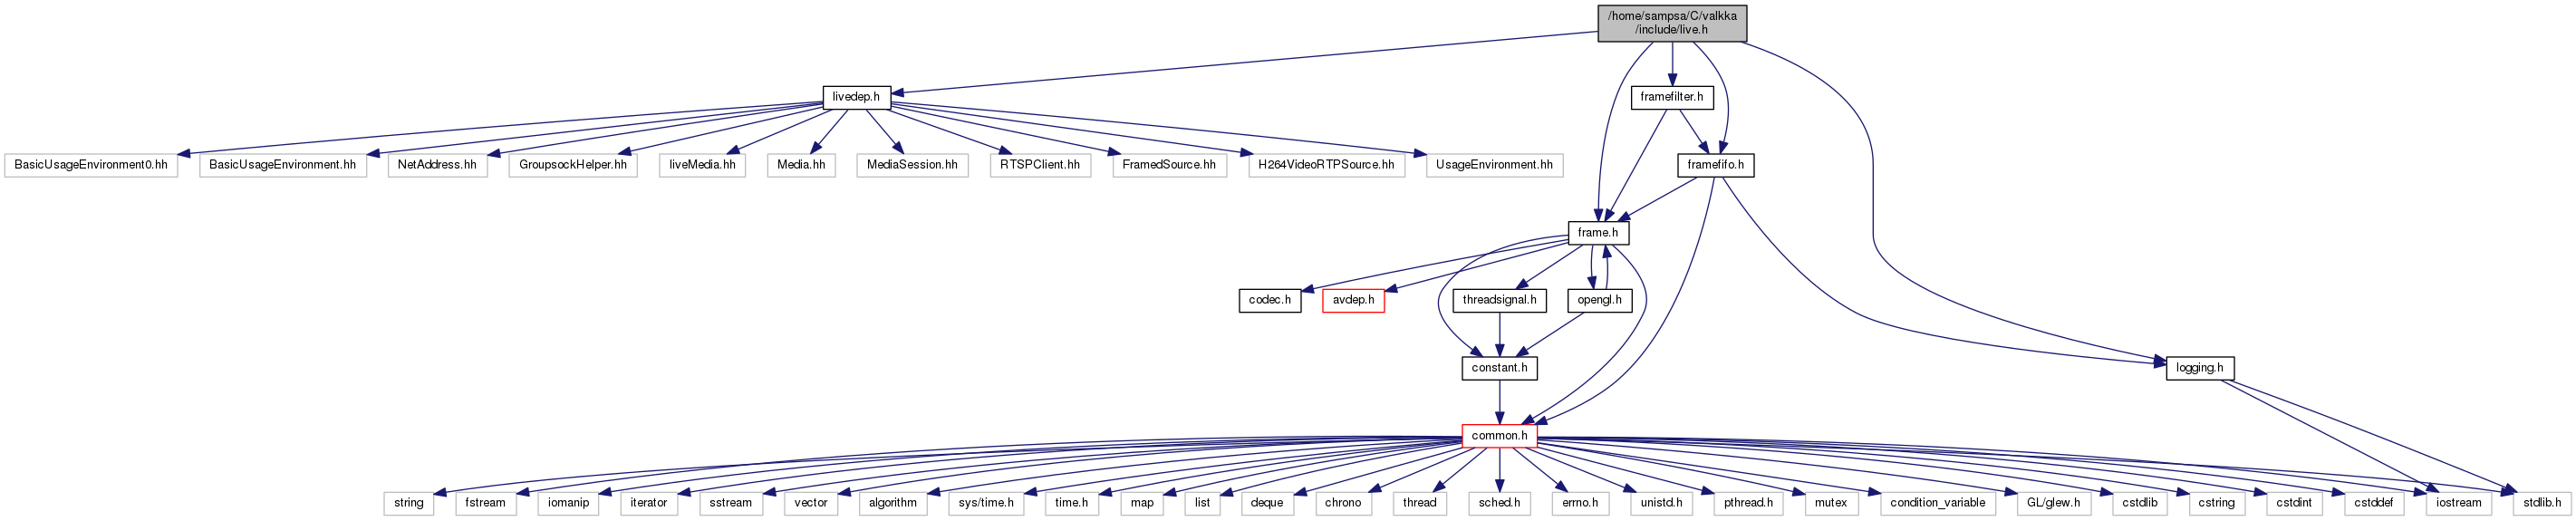 /home/sampsa/C/valkka
/include/live.h
livedep.h
framefilter.h
BasicUsageEnvironment0.hh
BasicUsageEnvironment.hh
NetAddress.hh
GroupsockHelper.hh
liveMedia.hh
Media.hh
MediaSession.hh
RTSPClient.hh
FramedSource.hh
H264VideoRTPSource.hh
UsageEnvironment.hh
framefifo.h
frame.h
codec.h
avdep.h
threadsignal.h
opengl.h
constant.h
logging.h
common.h
string
fstream
iomanip
iterator
sstream
vector
algorithm
sys/time.h
time.h
map
list
deque
chrono
thread
sched.h
errno.h
unistd.h
pthread.h
mutex
condition_variable
GL/glew.h
cstdlib
cstring
cstdint
cstddef
iostream
stdlib.h